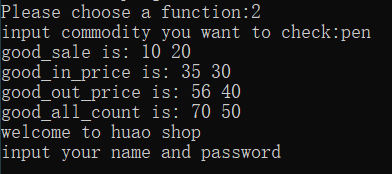 Please choose a function:2
input commodity you want to check:pen
good_sale is: 10 20
good_in_price is: 35 30
good_out_price is: 56 40
good_all_count is: 70 50
welcome to huao shop
input your name and password